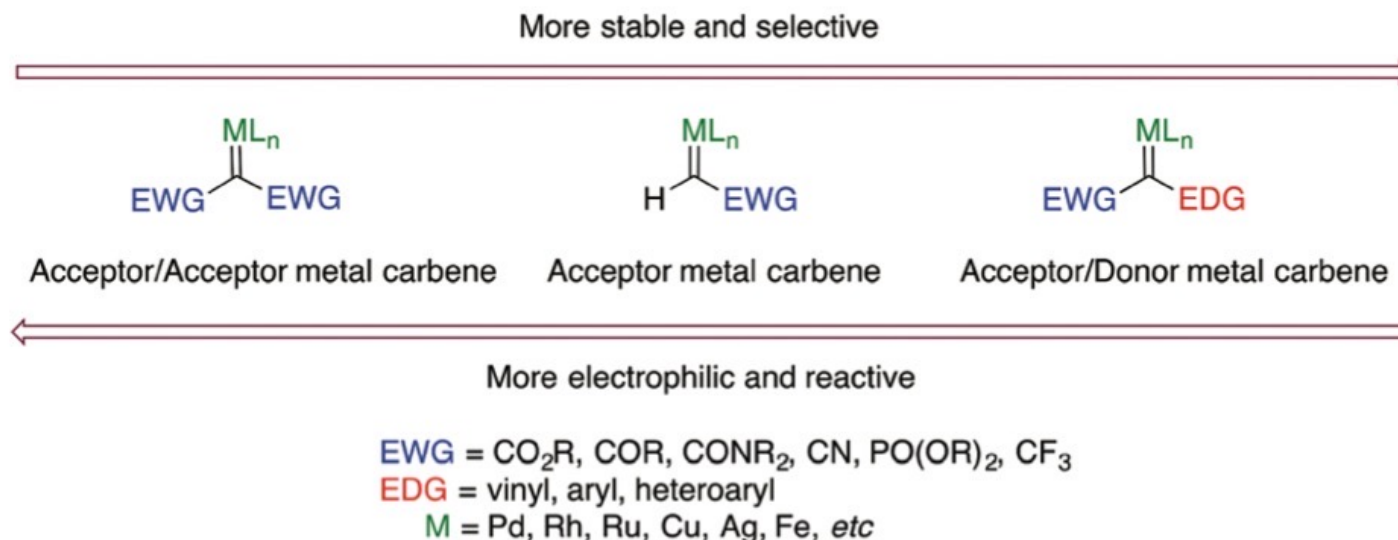 More stable and selective
MLₙ MLₙ MLₙ
EWG EWG H EWG EWG EDG
Acceptor/Acceptor metal carbene Acceptor metal carbene Acceptor/Donor metal carbene
More electrophilic and reactive
EWG = CO₂R, COR, CONR₂, CN, PO(OR)₂, CF₃
EDG = vinyl, aryl, heteroaryl
M = Pd, Rh, Ru, Cu, Ag, Fe, etc